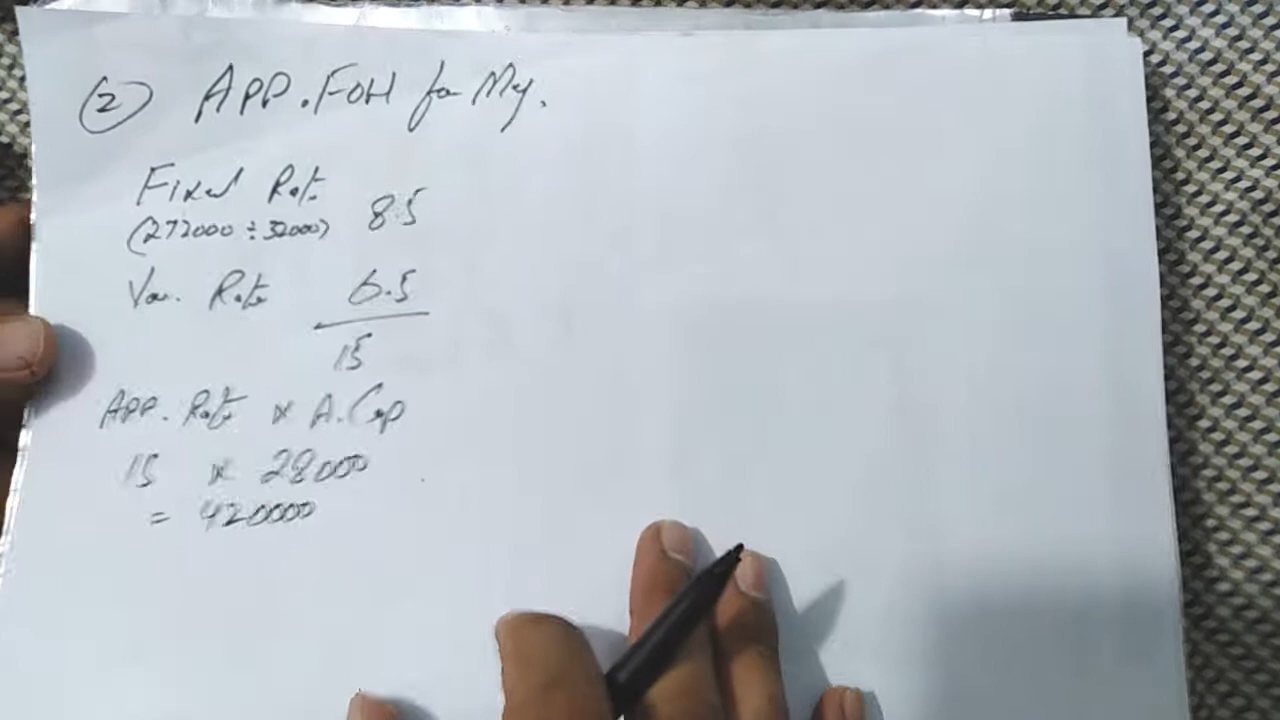 (2) APP. FOH for My.
Fixed Rate
(272000 ÷ 32000) 8.5
Var. Rate 6.5
15
APP. Rate × A. Cap
15 × 28000
= 420000